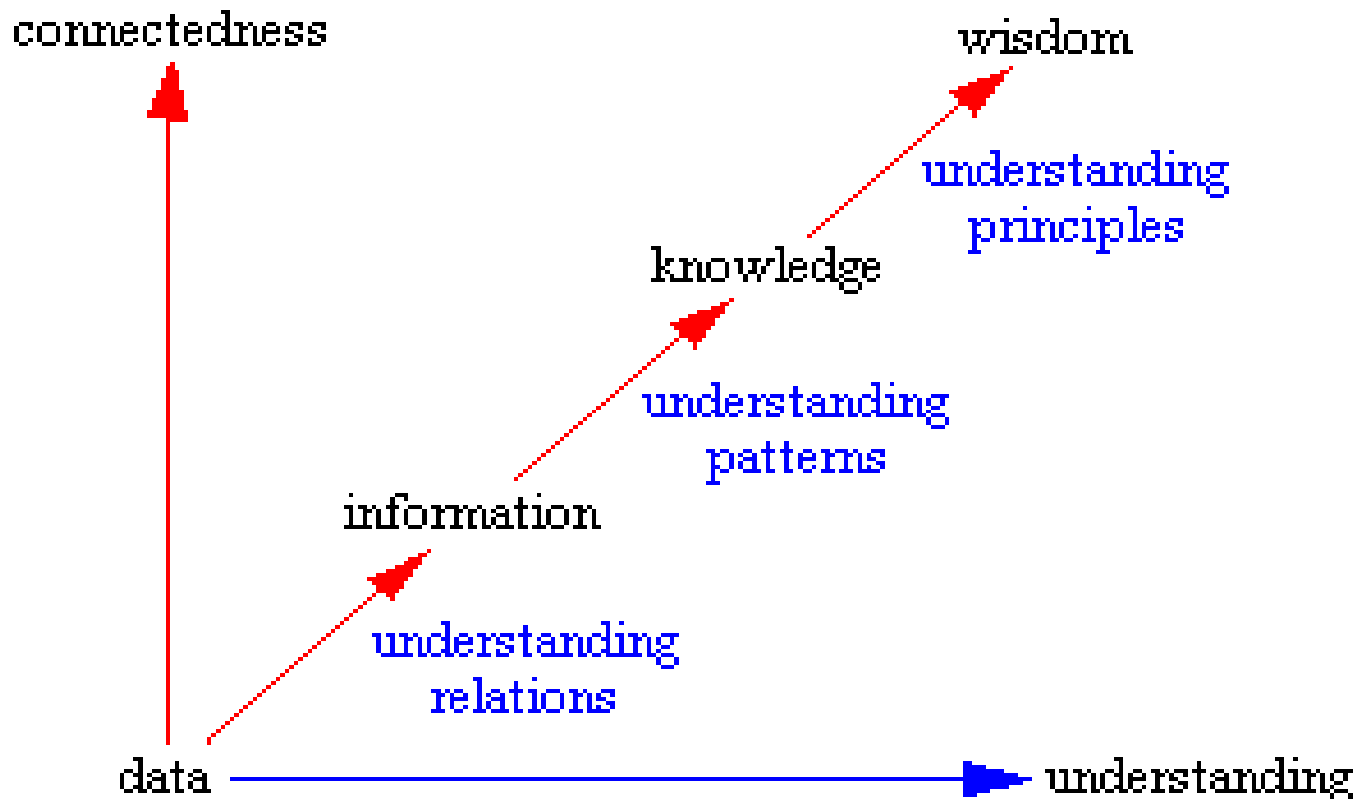 connectedness
wisdom
understanding
principles
knowledge
understanding
patterns
information
understanding
relations
data
understanding